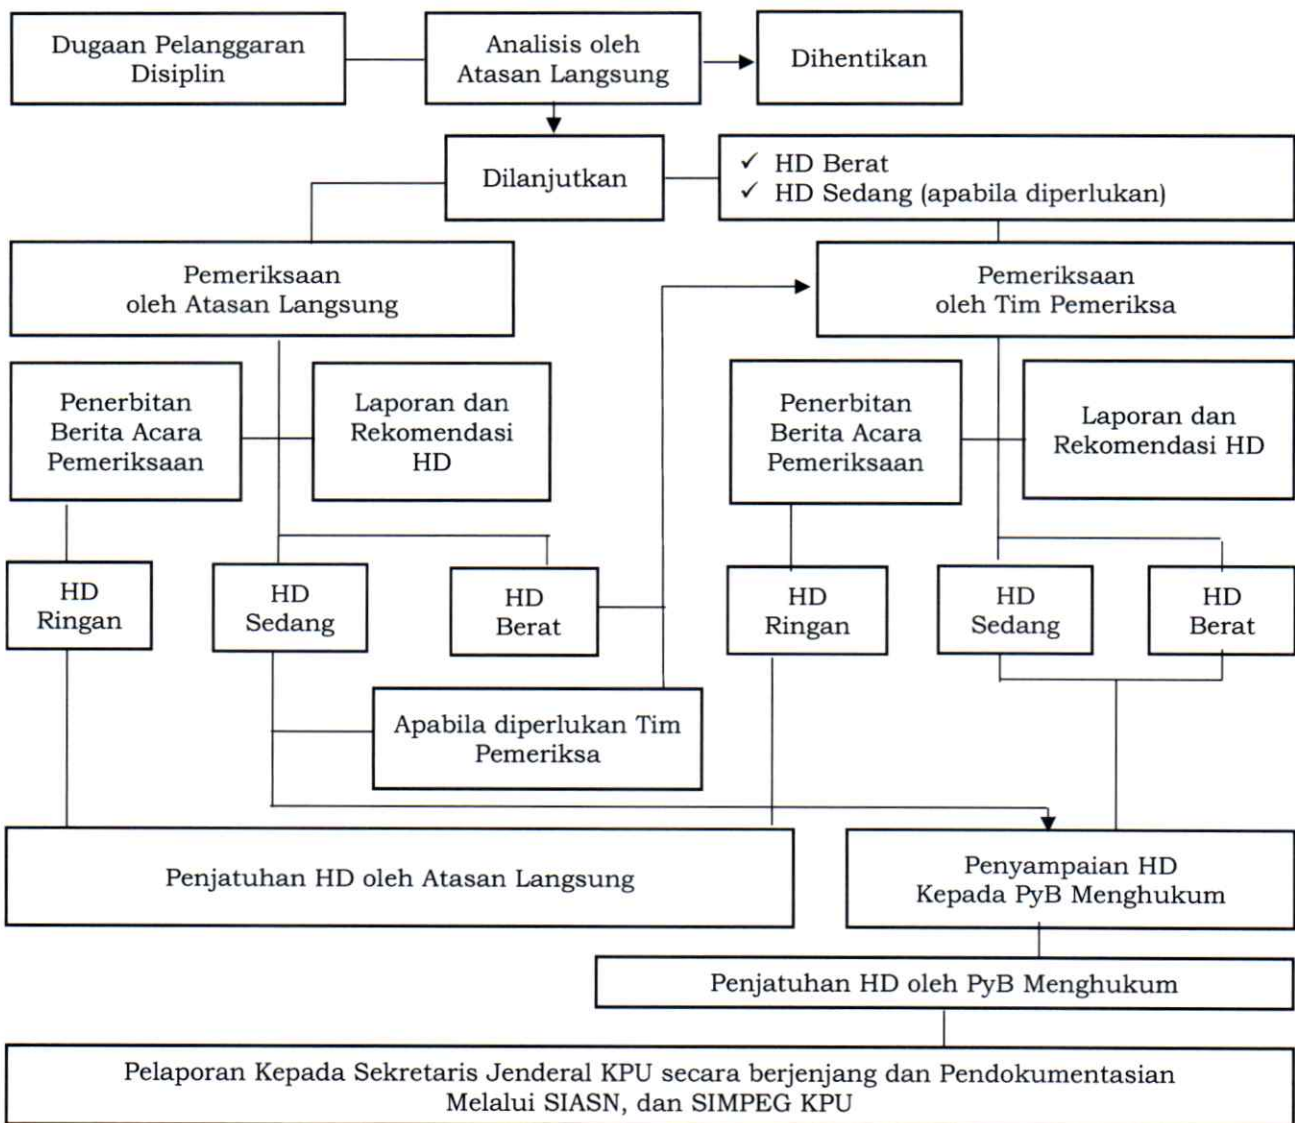 Dugaan Pelanggaran
Disiplin
Analisis oleh
Atasan Langsung
Dihentikan
Dilanjutkan
✓ HD Berat
✓ HD Sedang (apabila diperlukan)
Pemeriksaan
oleh Atasan Langsung
Pemeriksaan
oleh Tim Pemeriksa
Penerbitan
Berita Acara
Pemeriksaan
Laporan dan
Rekomendasi
HD
Penerbitan
Berita Acara
Pemeriksaan
Laporan dan
Rekomendasi HD
HD
Ringan
HD
Sedang
HD
Berat
HD
Ringan
HD
Sedang
HD
Berat
Apabila diperlukan Tim
Pemeriksa
Penjatuhan HD oleh Atasan Langsung
Penyampaian HD
Kepada PyB Menghukum
Penjatuhan HD oleh PyB Menghukum
Pelaporan Kepada Sekretaris Jenderal KPU secara berjenjang dan Pendokumentasian
Melalui SIASN, dan SIMPEG KPU